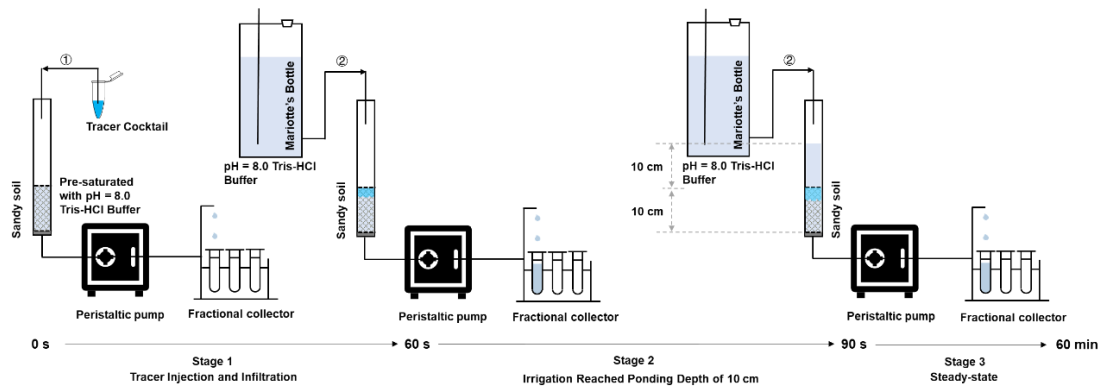 ①
Tracer Cocktail
Pre-saturated
with pH = 8.0
Tris-HCl Buffer
Sandy soil
Peristaltic pump
Fractional collector
Mariotte's Bottle
②
pH = 8.0 Tris-HCl
Buffer
Sandy soil
Peristaltic pump
Fractional collector
Mariotte's Bottle
②
pH = 8.0 Tris-HCl
Buffer
10 cm
10 cm
Sandy soil
Peristaltic pump
Fractional collector
0 s
60 s
90 s
60 min
Stage 1
Tracer Injection and Infiltration
Stage 2
Irrigation Reached Ponding Depth of 10 cm
Stage 3
Steady-state